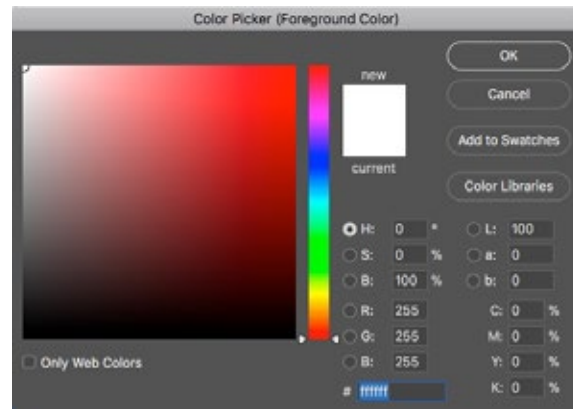 Color Picker (Foreground Color)
new
current
OK
Cancel
Add to Swatches
Color Libraries
H: 0 °
S: 0 %
B: 100 %
R: 255
G: 255
B: 255
# ffffff
L: 100
a: 0
b: 0
C: 0 %
M: 0 %
Y: 0 %
K: 0 %
Only Web Colors